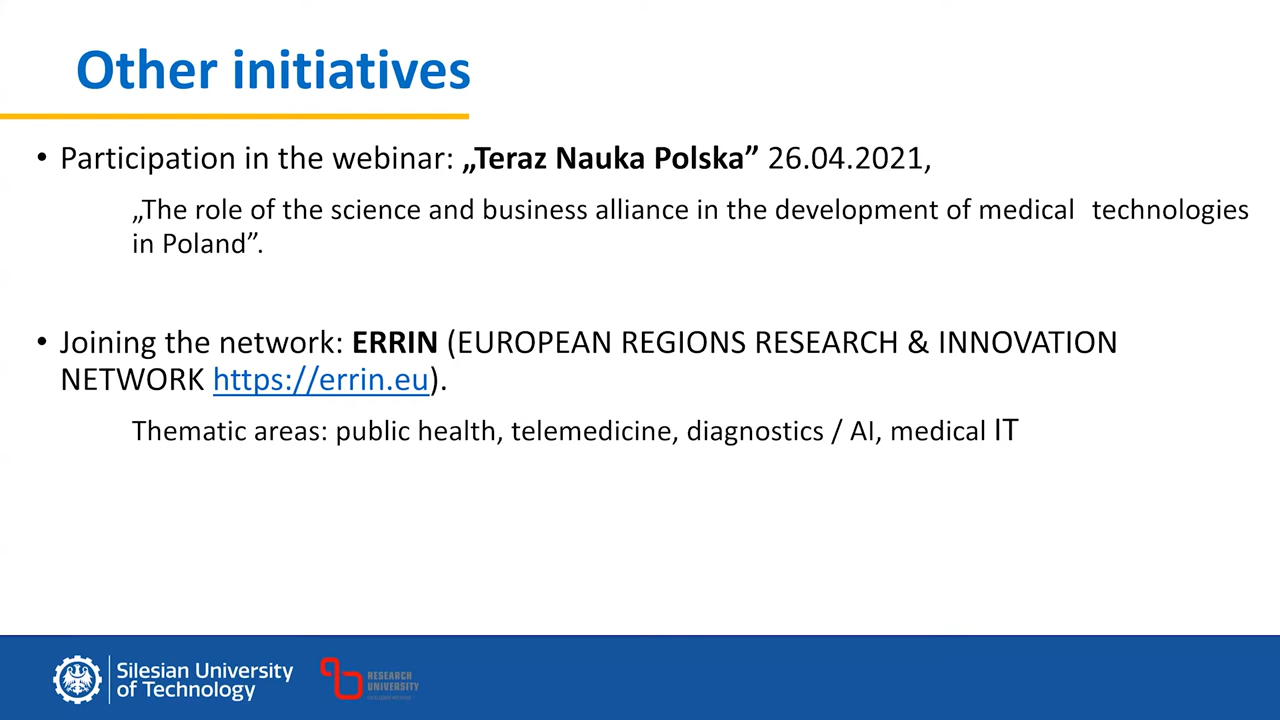 Other initiatives
• Participation in the webinar: „Teraz Nauka Polska” 26.04.2021,
„The role of the science and business alliance in the development of medical technologies
in Poland”.
• Joining the network: ERRIN (EUROPEAN REGIONS RESEARCH & INNOVATION
NETWORK https://errin.eu).
Thematic areas: public health, telemedicine, diagnostics / AI, medical IT
Silesian University
of Technology
RESEARCH
UNIVERSITY